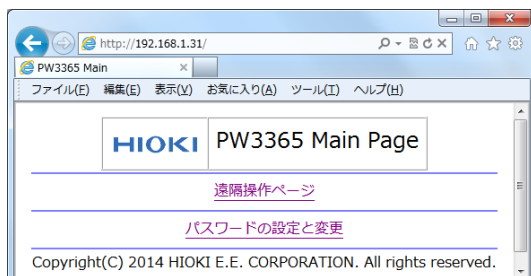 http://192.168.1.31/
PW3365 Main
ファイル(F) 編集(E) 表示(V) お気に入り(A) ツール(T) ヘルプ(H)
HIOKI PW3365 Main Page
遠隔操作ページ
パスワードの設定と変更
Copyright(C) 2014 HIOKI E.E. CORPORATION. All rights reserved.